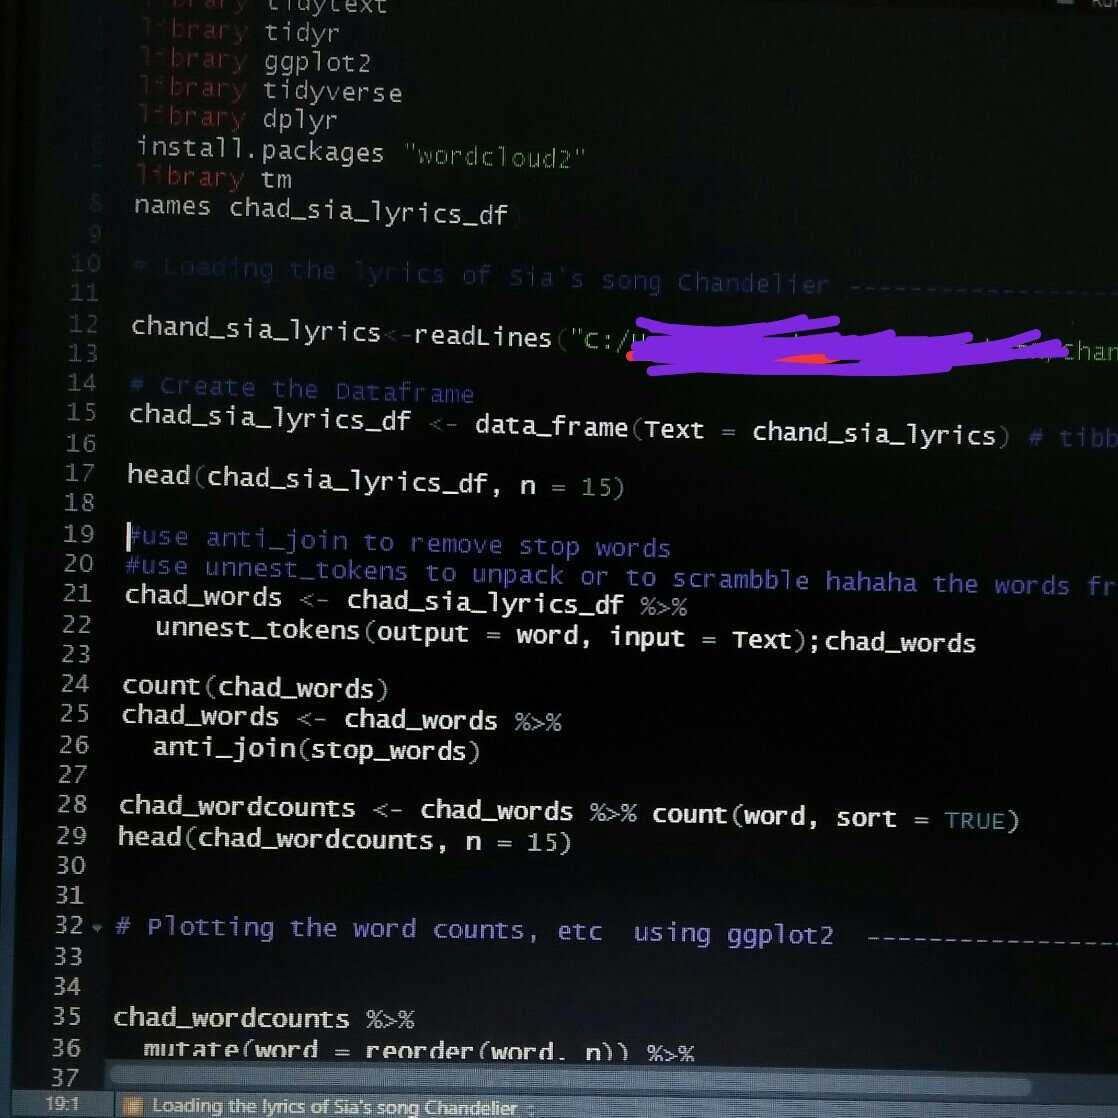 library tidytext
library tidyr
library ggplot2
library tidyverse
library dplyr
install.packages "wordcloud2"
library tm
8 names chad_sia_lyrics_df
9
10 # Loading the lyrics of Sia's song Chandelier --------------------
11
12 chand_sia_lyrics<-readLines("C:/ /chan
13
14 # Create the Dataframe
15 chad_sia_lyrics_df <- data_frame(Text = chand_sia_lyrics) # tibb
16
17 head(chad_sia_lyrics_df, n = 15)
18
19 #use anti_join to remove stop words
20 #use unnest_tokens to unpack or to scrambble hahaha the words fr
21 chad_words <- chad_sia_lyrics_df %>%
22 unnest_tokens(output = word, input = Text);chad_words
23
24 count(chad_words)
25 chad_words <- chad_words %>%
26 anti_join(stop_words)
27
28 chad_wordcounts <- chad_words %>% count(word, sort = TRUE)
29 head(chad_wordcounts, n = 15)
30
31
32 # Plotting the word counts, etc using ggplot2 -----------------
33
34
35 chad_wordcounts %>%
36 mutate(word = reorder(word, n)) %>%
37
19:1 Loading the lyrics of Sia's song Chandelier